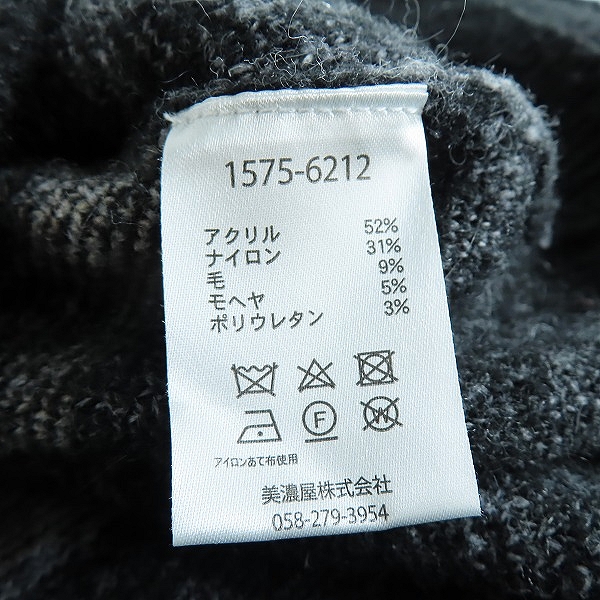 1575-6212
アクリル 52%
ナイロン 31%
毛 9%
モヘヤ 5%
ポリウレタン 3%
F W
アイロンあて布使用
美濃屋株式会社
058-279-3954